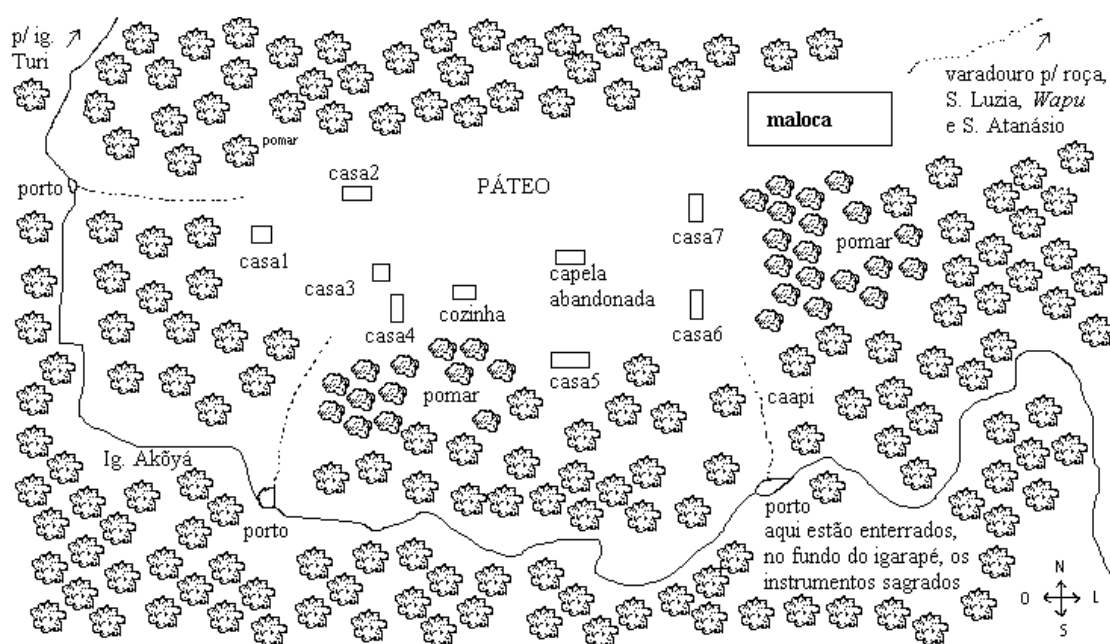 p/ ig.
Turi
varadouro p/ roça,
S. Luzia, Wapu
e S. Atanásio
maloca
pomar
porto
casa2
PÁTEO
casa7
pomar
casa1
capela
abandonada
casa3
cozinha
casa4
casa6
casa5
pomar
caapi
Ig. Akõyá
porto
porto
aqui estão enterrados,
no fundo do igarapé, os
instrumentos sagrados
N
O
L
S